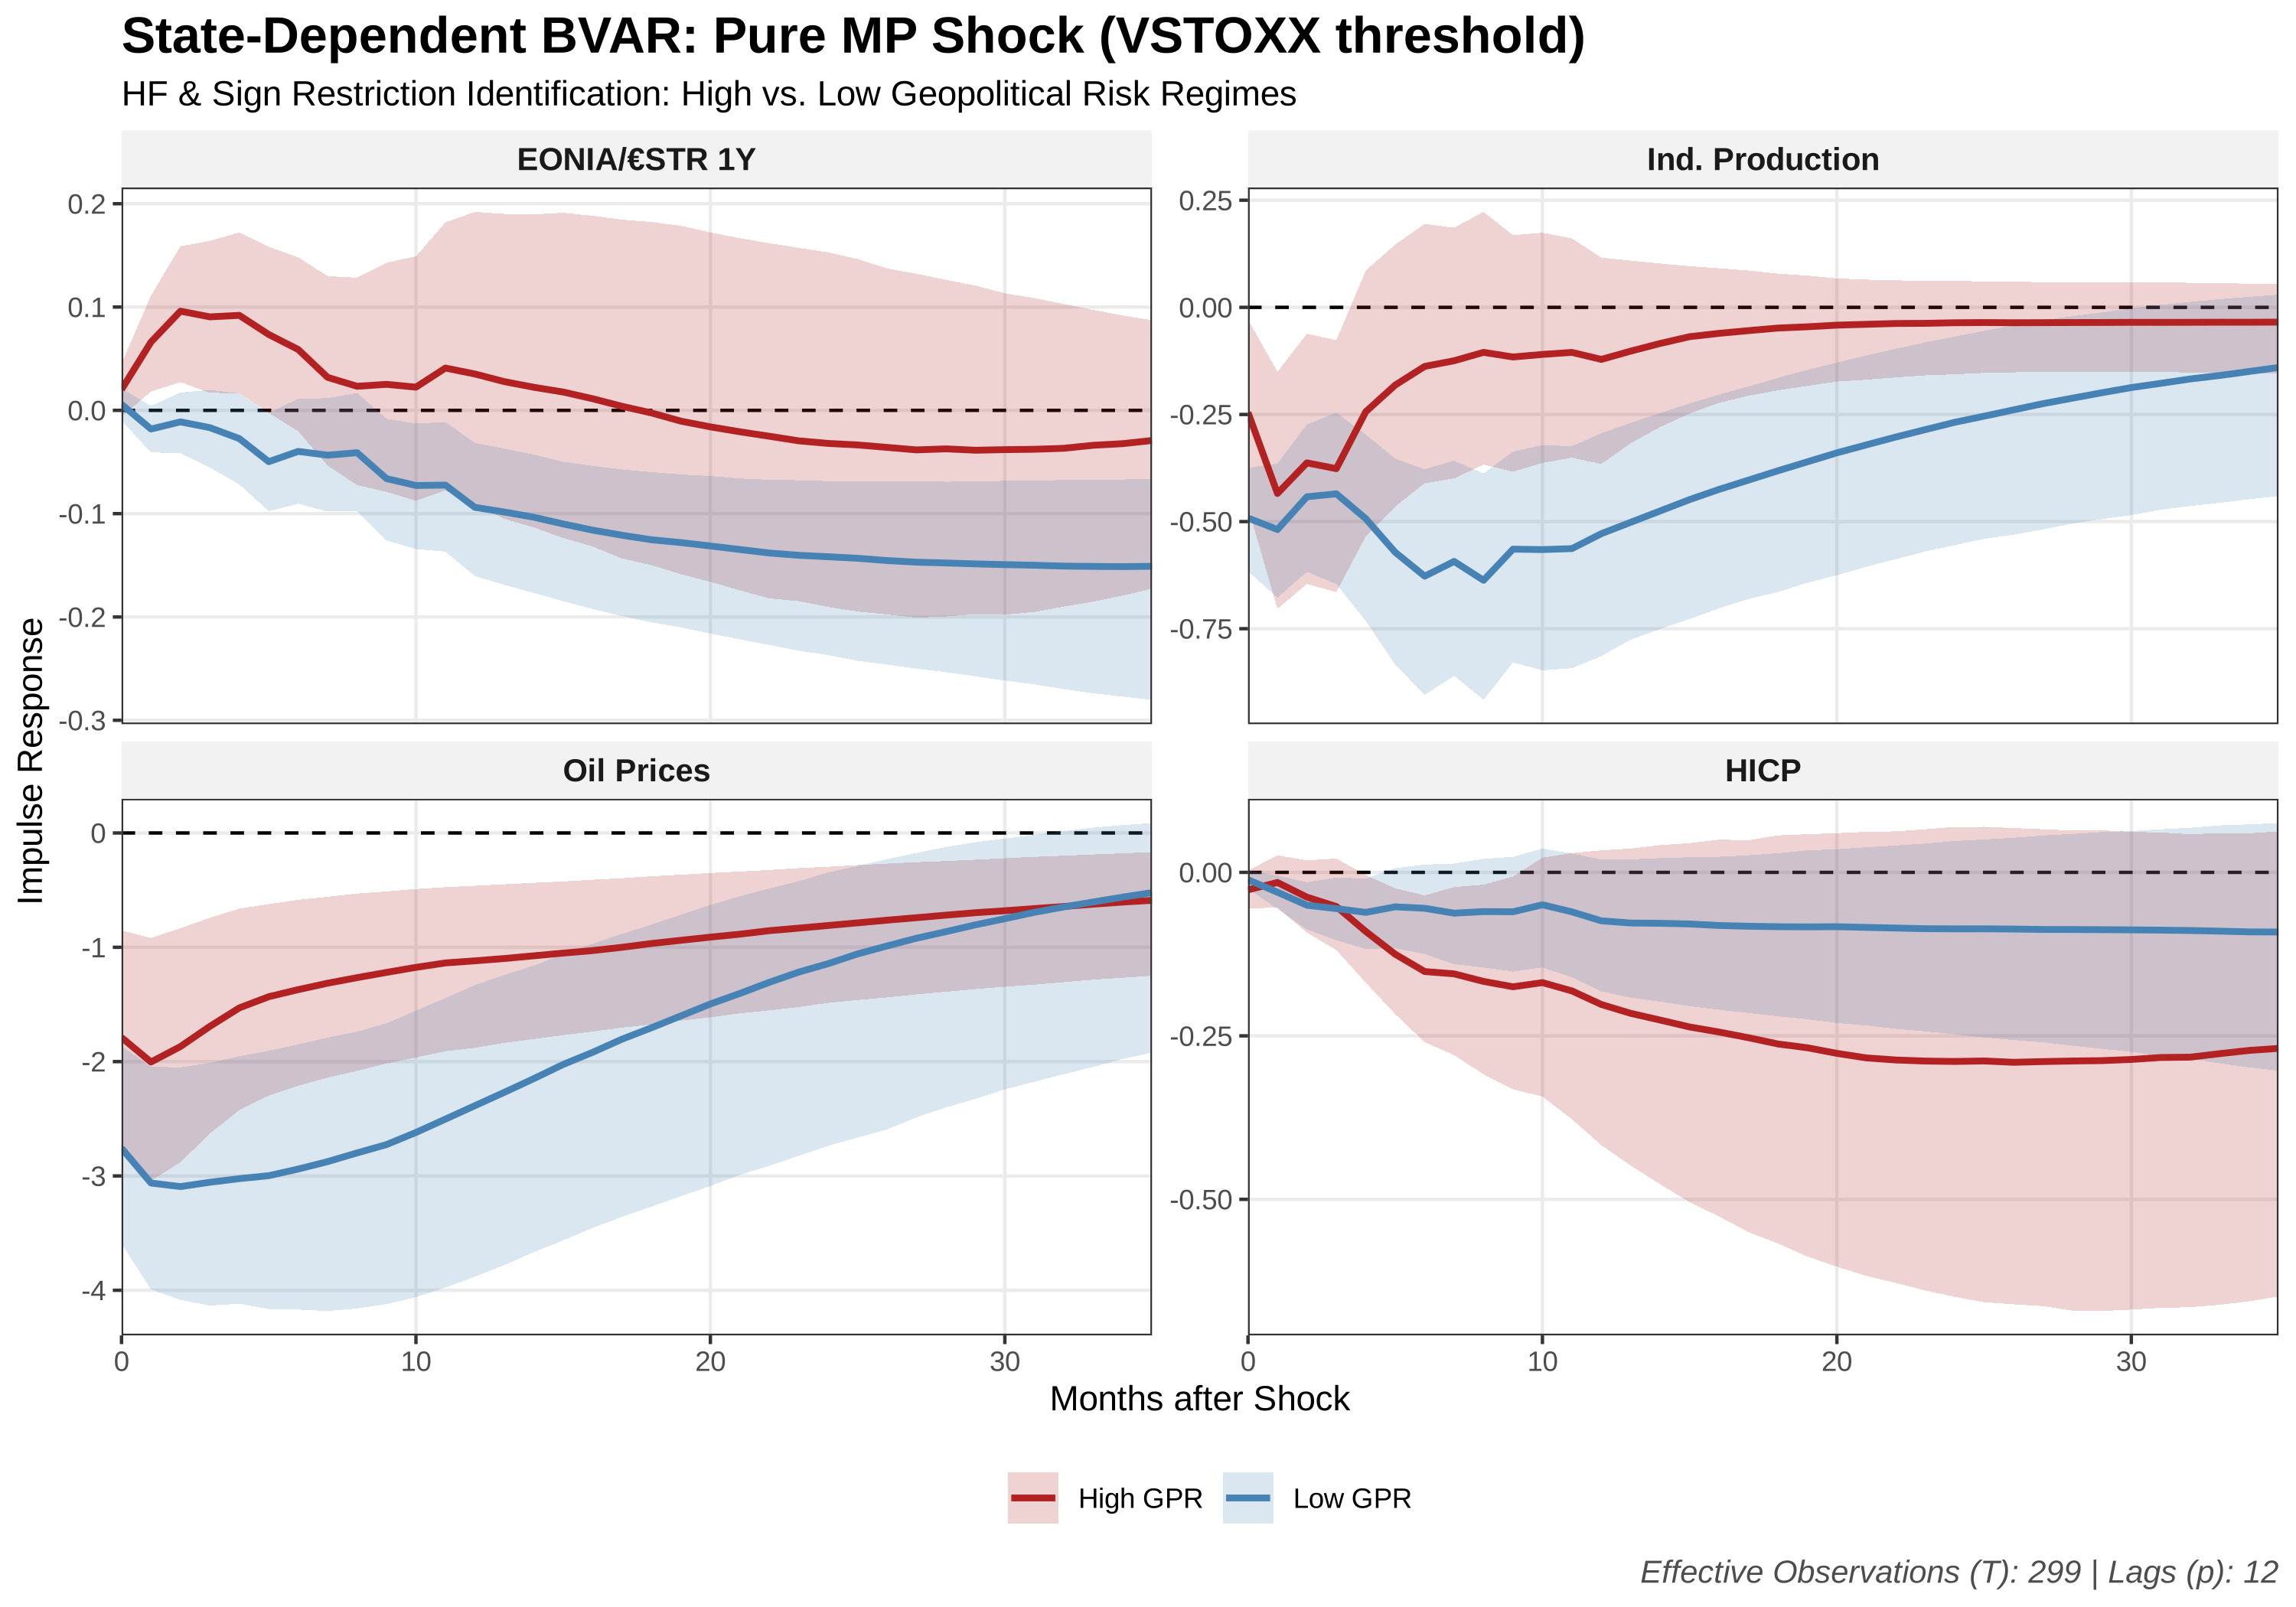 State-Dependent BVAR: Pure MP Shock (VSTOXX threshold)
HF & Sign Restriction Identification: High vs. Low Geopolitical Risk Regimes
EONIA/€STR 1Y
0.2
0.1
0.0
-0.1
-0.2
-0.3
Ind. Production
0.25
0.00
-0.25
-0.50
-0.75
Impulse Response
Oil Prices
0
-1
-2
-3
-4
0 10 20 30
HICP
0.00
-0.25
-0.50
0 10 20 30
Months after Shock
High GPR Low GPR
Effective Observations (T): 299 | Lags (p): 12